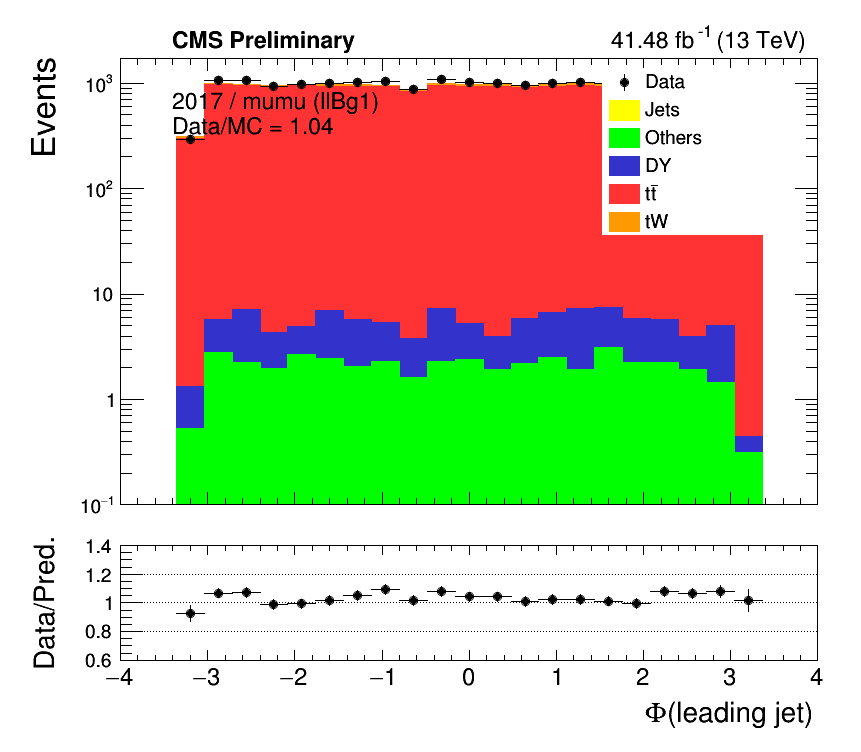 CMS Preliminary
41.48 fb⁻¹ (13 TeV)
Events
10³
10²
10
1
10⁻¹
2017 / mumu (llBg1)
Data/MC = 1.04
Data
Jets
Others
DY
tt̄
tW
Data/Pred.
1.4
1.2
1
0.8
0.6
−4 −3 −2 −1 0 1 2 3 4
Φ(leading jet)